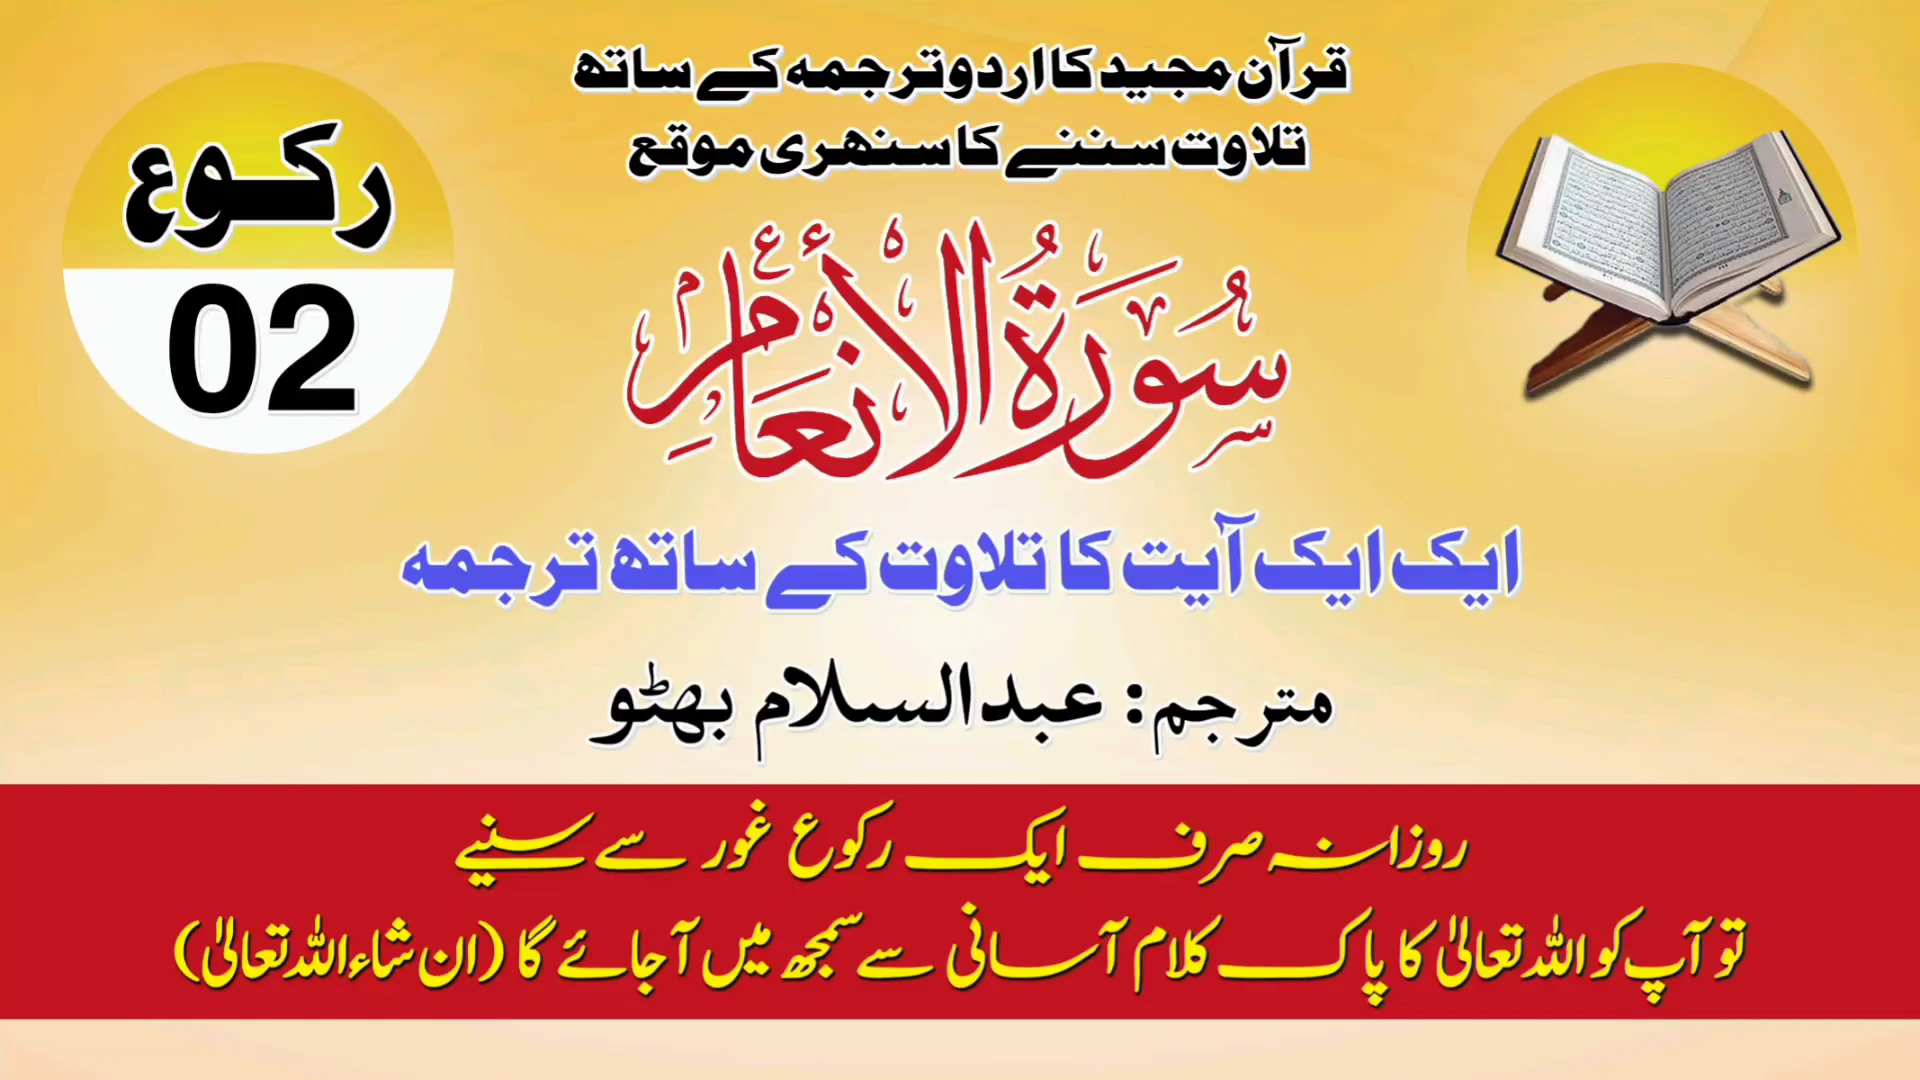 قرآن مجید کا اردو ترجمہ کے ساتھ
تلاوت سننے کا سنہری موقع
رکوع
02
سُورَةُ الأَنعَامِ
ایک ایک آیت کا تلاوت کے ساتھ ترجمہ
مترجم: عبدالسلام بھٹو
روزانہ صرف ایک رکوع غور سے سنیے
تو آپ کو اللہ تعالیٰ کا پاک کلام آسانی سے سمجھ میں آجائے گا (ان شاء اللہ تعالیٰ)